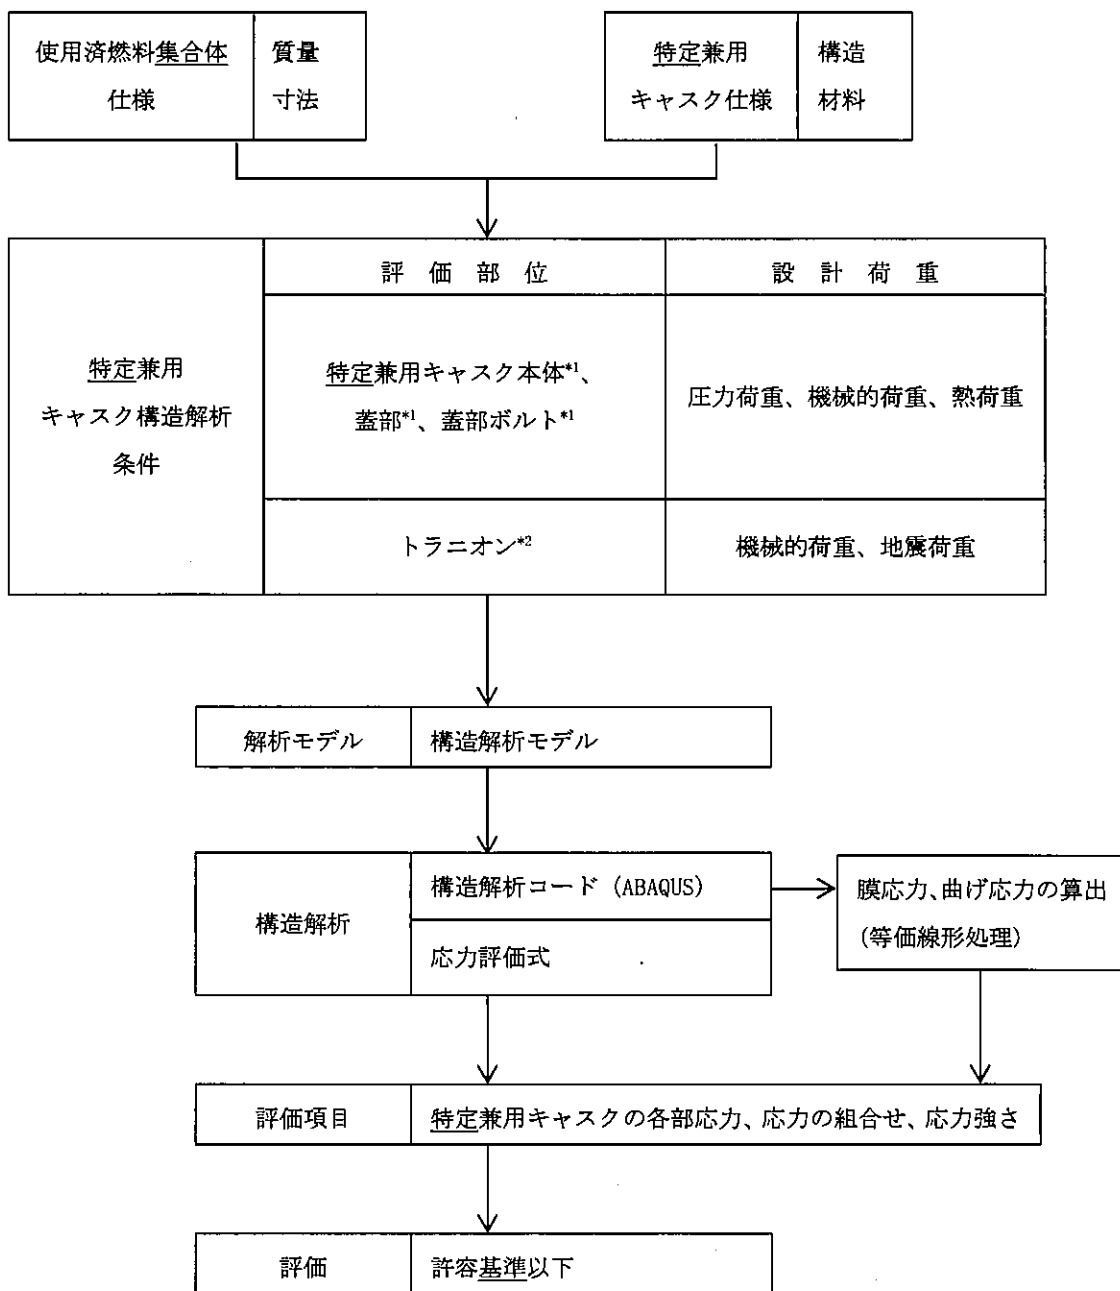 使用済燃料集合体
仕様
質量
寸法
特定兼用
キャスク仕様
構造
材料
特定兼用
キャスク構造解析
条件
評価部位
設計荷重
特定兼用キャスク本体*1、
蓋部*1、蓋部ボルト*1
圧力荷重、機械的荷重、熱荷重
トラニオン*2
機械的荷重、地震荷重
解析モデル
構造解析モデル
構造解析
構造解析コード (ABAQUS)
応力評価式
膜応力、曲げ応力の算出
(等価線形処理)
評価項目
特定兼用キャスクの各部応力、応力の組合せ、応力強さ
評価
許容基準以下